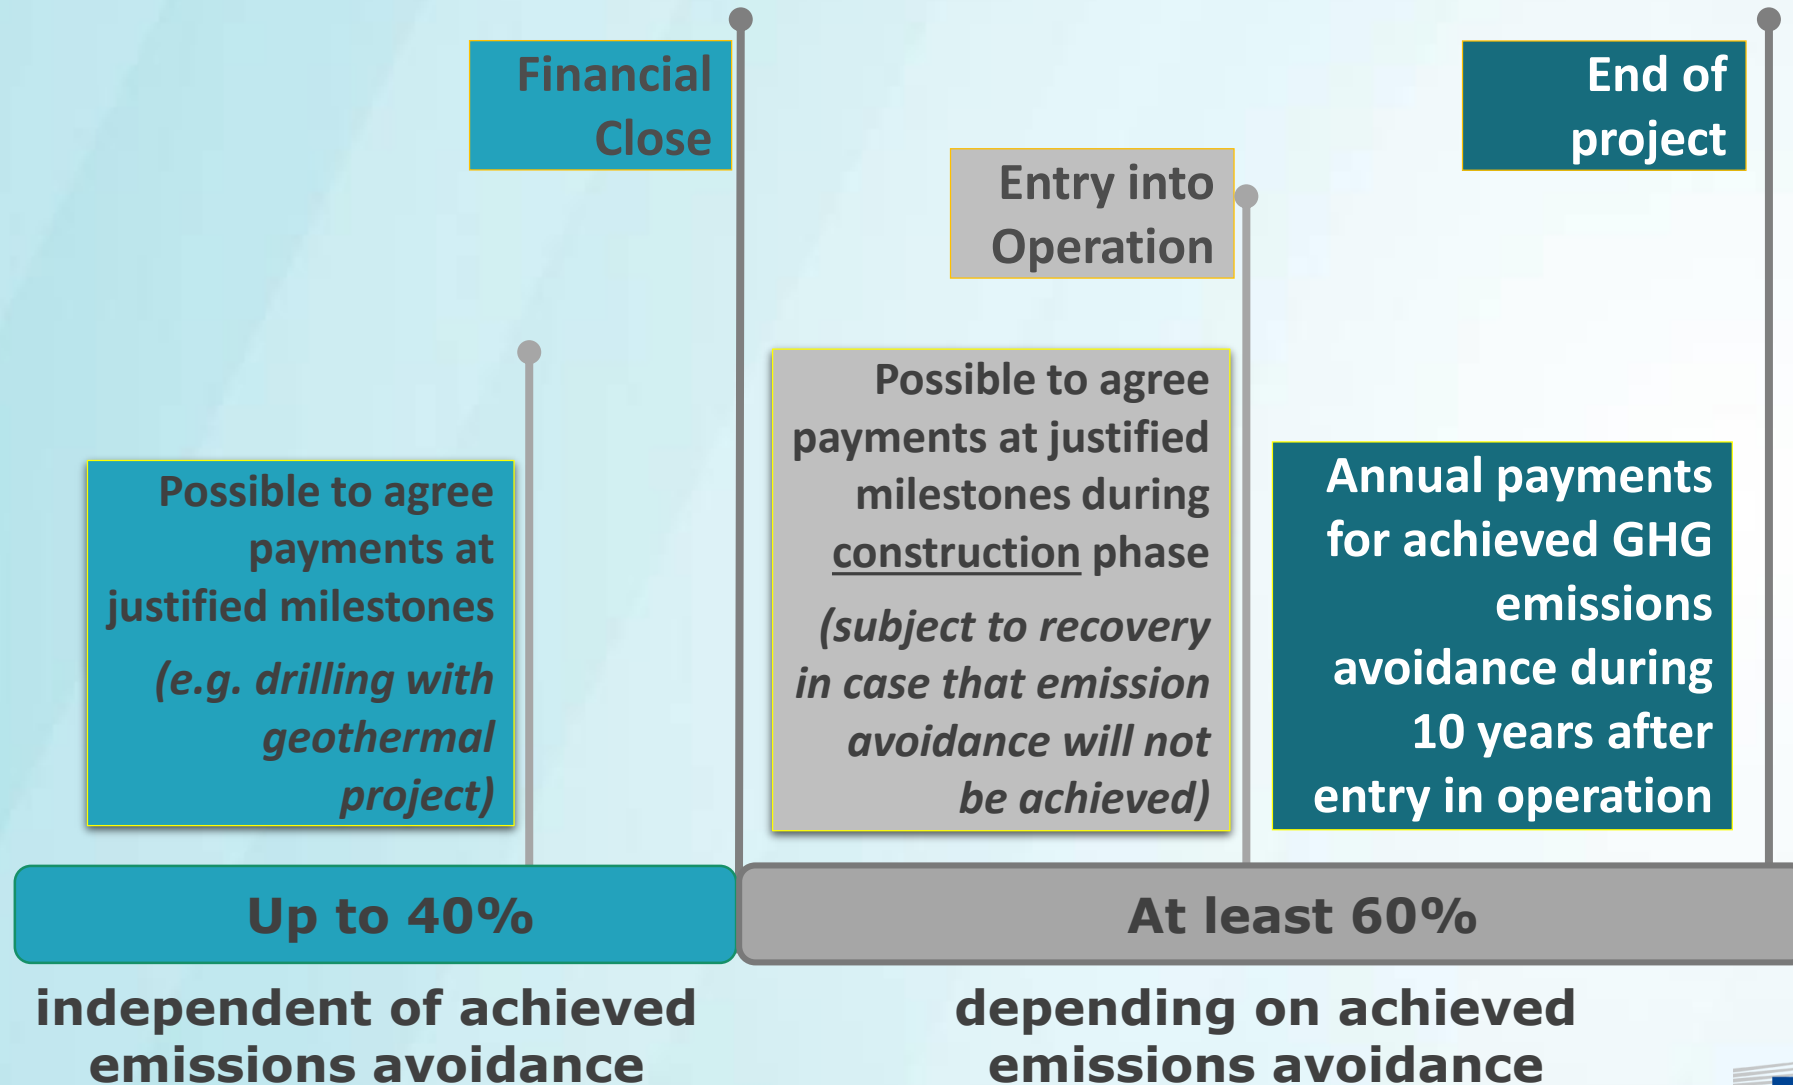 Financial
Close
End of
project
Entry into
Operation
Possible to agree
payments at
justified milestones
(e.g. drilling with
geothermal
project)
Possible to agree
payments at justified
milestones during
construction phase
(subject to recovery
in case that emission
avoidance will not
be achieved)
Annual payments
for achieved GHG
emissions
avoidance during
10 years after
entry in operation
Up to 40%
At least 60%
independent of achieved
emissions avoidance
depending on achieved
emissions avoidance